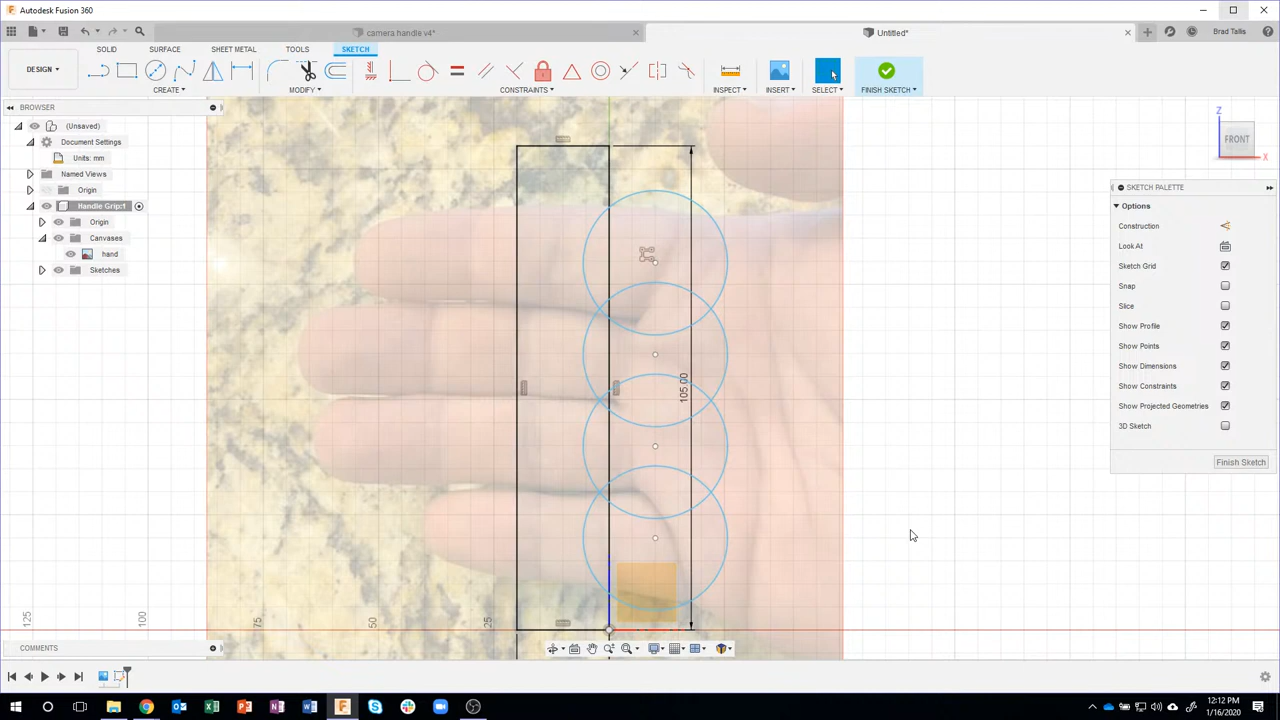 Autodesk Fusion 360
camera handle v4*
Untitled*
Brad Tallis
SOLID SURFACE SHEET METAL TOOLS SKETCH
DESIGN
CREATE MODIFY CONSTRAINTS INSPECT INSERT SELECT FINISH SKETCH
BROWSER
(Unsaved)
Document Settings
Units: mm
Named Views
Origin
Handle Grip:1
Origin
Canvases
hand
Sketches
Z
FRONT
X
SKETCH PALETTE
Options
Construction
Look At
Sketch Grid
Snap
Slice
Show Profile
Show Points
Show Dimensions
Show Constraints
Show Projected Geometries
3D Sketch
Finish Sketch
105.00
125
100
75
50
25
COMMENTS
12:12 PM
1/16/2020